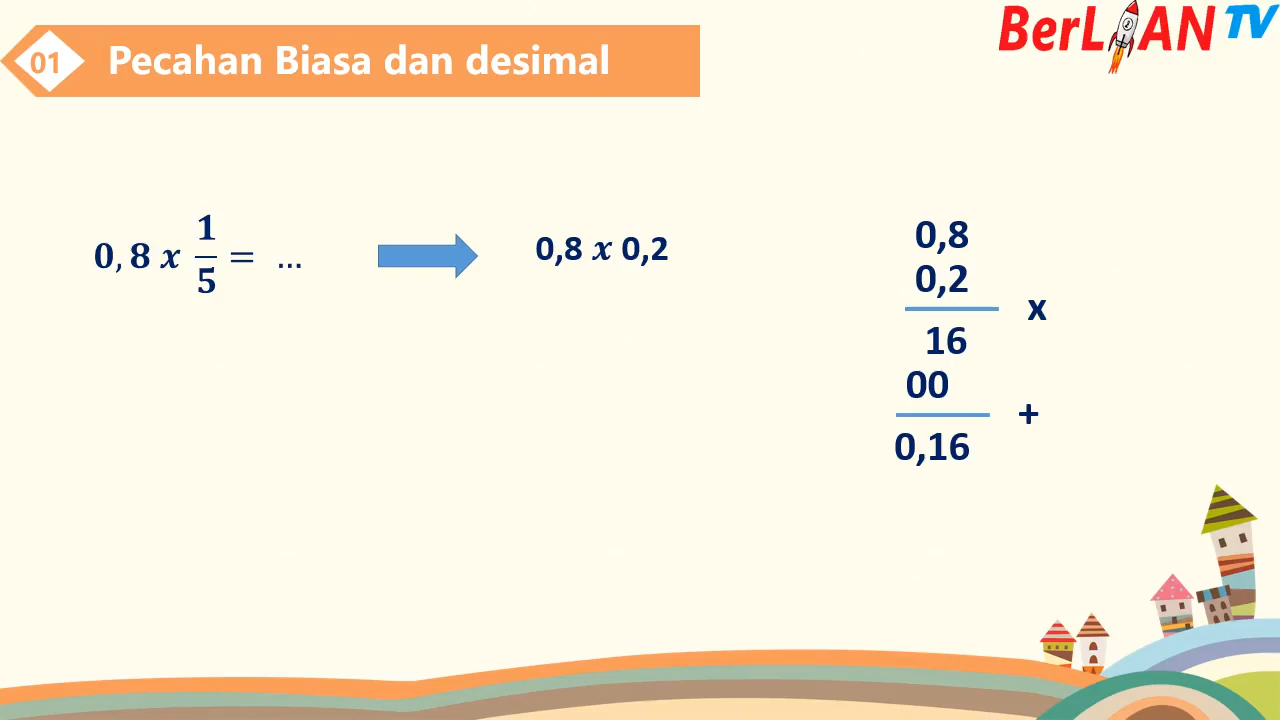 BerLIAN TV
01 Pecahan Biasa dan desimal
0,8 x 1/5 = ...
0,8 x 0,2
0,8
0,2
x
16
00
+
0,16